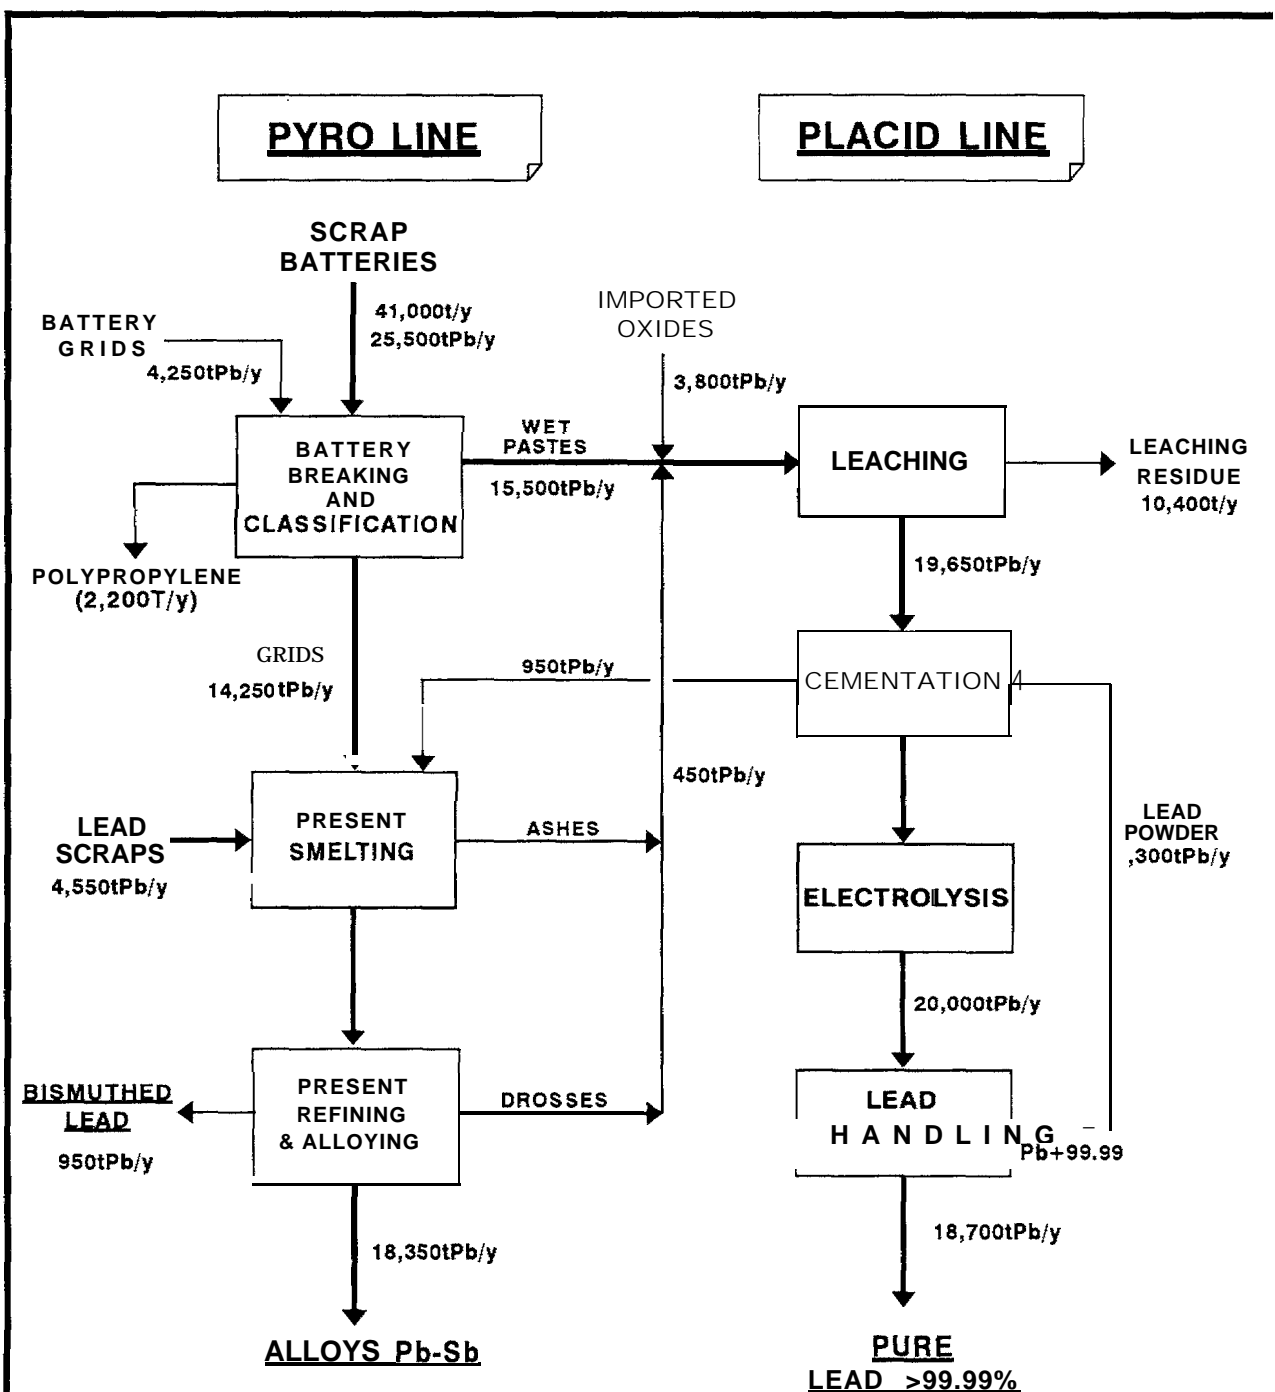 PYRO LINE
PLACID LINE
SCRAP
BATTERIES
41,000t/y
25,500tPb/y
BATTERY
GRIDS
4,250tPb/y
IMPORTED
OXIDES
3,800tPb/y
BATTERY
BREAKING
AND
CLASSIFICATION
WET
PASTES
15,500tPb/y
LEACHING
LEACHING
RESIDUE
10,400t/y
POLYPROPYLENE
(2,200T/y)
19,650tPb/y
GRIDS
14,250tPb/y
950tPb/y
CEMENTATION
450tPb/y
LEAD
SCRAPS
4,550tPb/y
PRESENT
SMELTING
ASHES
LEAD
POWDER
,300tPb/y
ELECTROLYSIS
20,000tPb/y
BISMUTHED
LEAD
950tPb/y
PRESENT
REFINING
& ALLOYING
DROSSES
LEAD
HANDLING
Pb+99.99
18,350tPb/y
18,700tPb/y
ALLOYS Pb-Sb
PURE
LEAD >99.99%